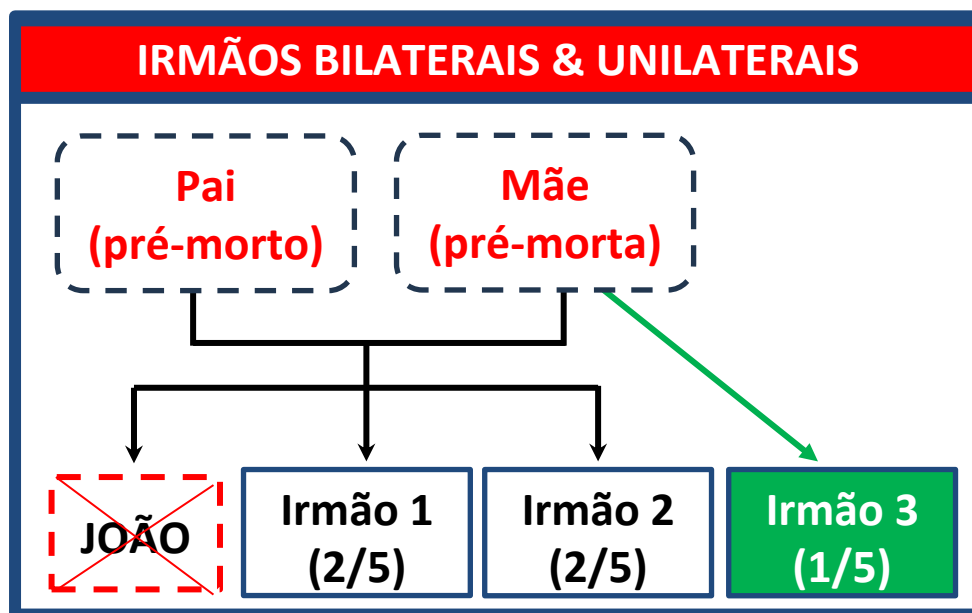 IRMÃOS BILATERAIS & UNILATERAIS
Pai
(pré-morto)
Mãe
(pré-morta)
JOÃO
Irmão 1
(2/5)
Irmão 2
(2/5)
Irmão 3
(1/5)